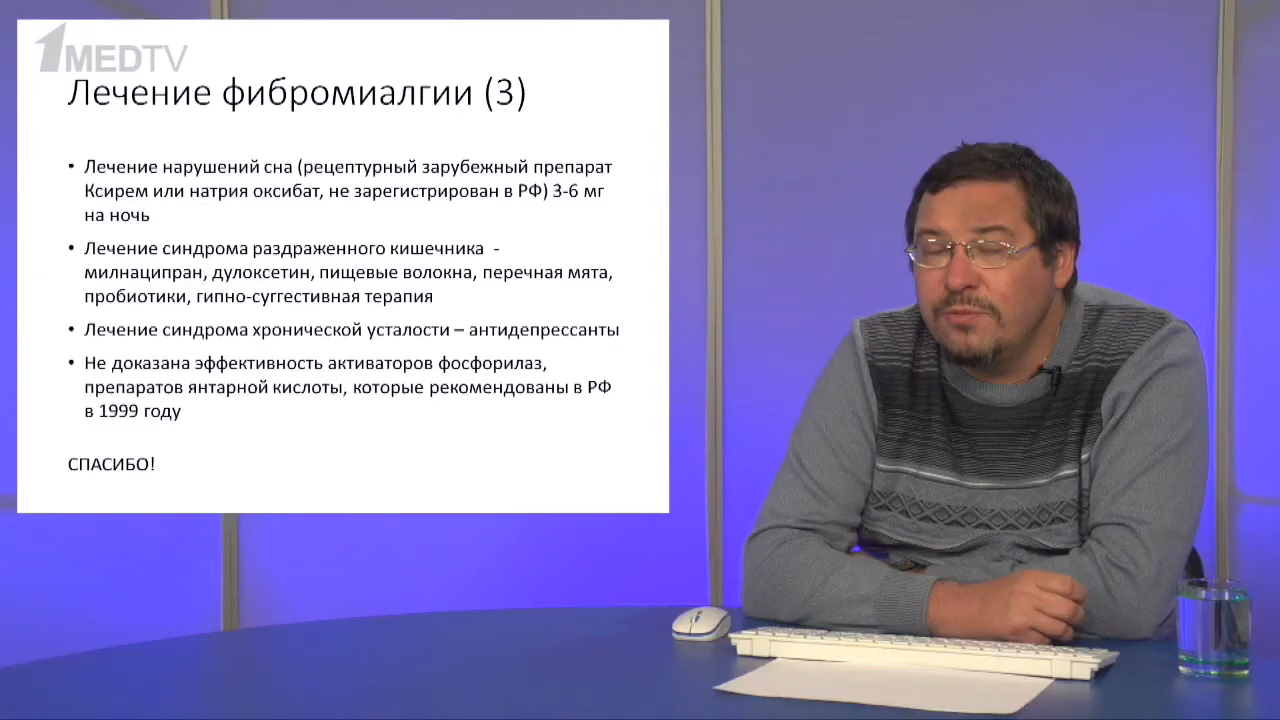 1MEDTV
Лечение фибромиалгии (3)
• Лечение нарушений сна (рецептурный зарубежный препарат
Ксирем или натрия оксибат, не зарегистрирован в РФ) 3-6 мг
на ночь
• Лечение синдрома раздраженного кишечника -
милнаципран, дулоксетин, пищевые волокна, перечная мята,
пробиотики, гипно-суггестивная терапия
• Лечение синдрома хронической усталости – антидепрессанты
• Не доказана эффективность активаторов фосфорилаз,
препаратов янтарной кислоты, которые рекомендованы в РФ
в 1999 году
СПАСИБО!